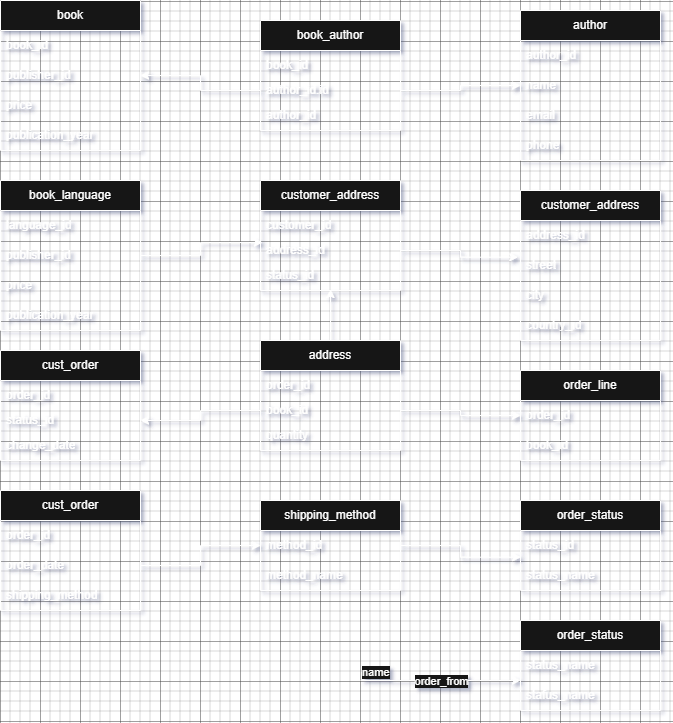 book
book_id
publisher_id
price
publication_year
book_author
book_id
author_id
author
author_id
name
email
phone
book_language
language_id
publisher_id
price
publication_year
customer_address
customer_id
address_id
status_id
customer_address
address_id
street
city
country_id
cust_order
order_id
status_id
change_date
address
order_id
book_id
quantity
order_line
order_id
book_id
cust_order
order_id
order_date
shipping_method
shipping_method
method_id
method_name
order_status
status_id
status_name
order_status
status_name
status_name
name
order_from